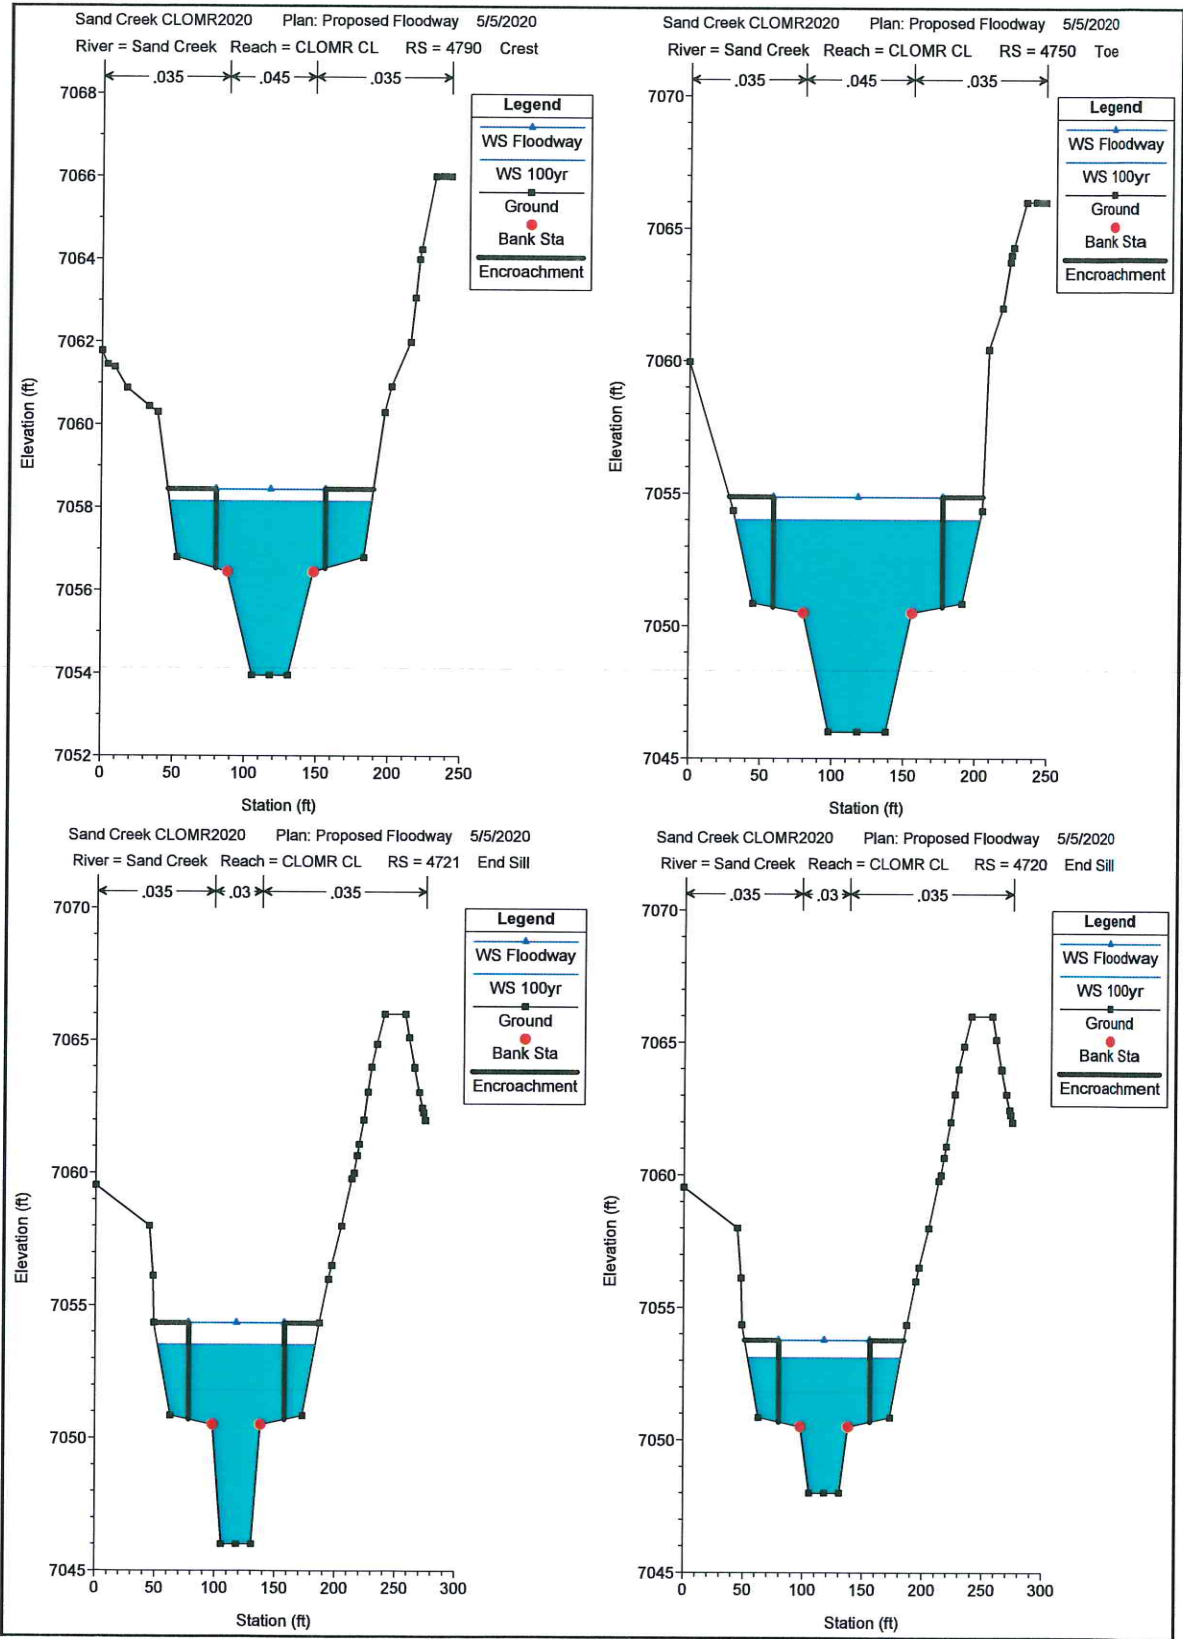 Sand Creek CLOMR2020 Plan: Proposed Floodway 5/5/2020
River = Sand Creek Reach = CLOMR CL RS = 4790 Crest
.035 .045 .035
7068
7066
7064
7062
7060
7058
7056
7054
7052
Elevation (ft)
0 50 100 150 200 250
Station (ft)
Legend
WS Floodway
WS 100yr
Ground
Bank Sta
Encroachment
Sand Creek CLOMR2020 Plan: Proposed Floodway 5/5/2020
River = Sand Creek Reach = CLOMR CL RS = 4750 Toe
.035 .045 .035
7070
7065
7060
7055
7050
7045
Elevation (ft)
0 50 100 150 200 250
Station (ft)
Legend
WS Floodway
WS 100yr
Ground
Bank Sta
Encroachment
Sand Creek CLOMR2020 Plan: Proposed Floodway 5/5/2020
River = Sand Creek Reach = CLOMR CL RS = 4721 End Sill
.035 .03 .035
7070
7065
7060
7055
7050
7045
Elevation (ft)
0 50 100 150 200 250 300
Station (ft)
Legend
WS Floodway
WS 100yr
Ground
Bank Sta
Encroachment
Sand Creek CLOMR2020 Plan: Proposed Floodway 5/5/2020
River = Sand Creek Reach = CLOMR CL RS = 4720 End Sill
.035 .03 .035
7070
7065
7060
7055
7050
7045
Elevation (ft)
0 50 100 150 200 250 300
Station (ft)
Legend
WS Floodway
WS 100yr
Ground
Bank Sta
Encroachment